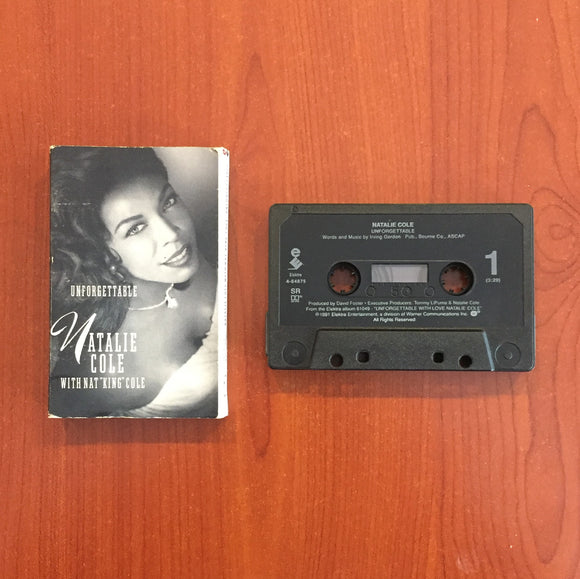 UNFORGETTABLE
NATALIE
COLE
WITH NAT "KING" COLE
NATALIE COLE
UNFORGETTABLE
Words and Music by Irving Gordon · Pub., Bourne Co., ASCAP
e
Elektra
4-64875
SR
1
(3:29)
Produced by David Foster • Executive Producers: Tommy LiPuma & Natalie Cole
From the Elektra album 61049 - "UNFORGETTABLE WITH LOVE NATALIE COLE"
℗ 1991 Elektra Entertainment, a division of Warner Communications Inc.
All Rights Reserved.